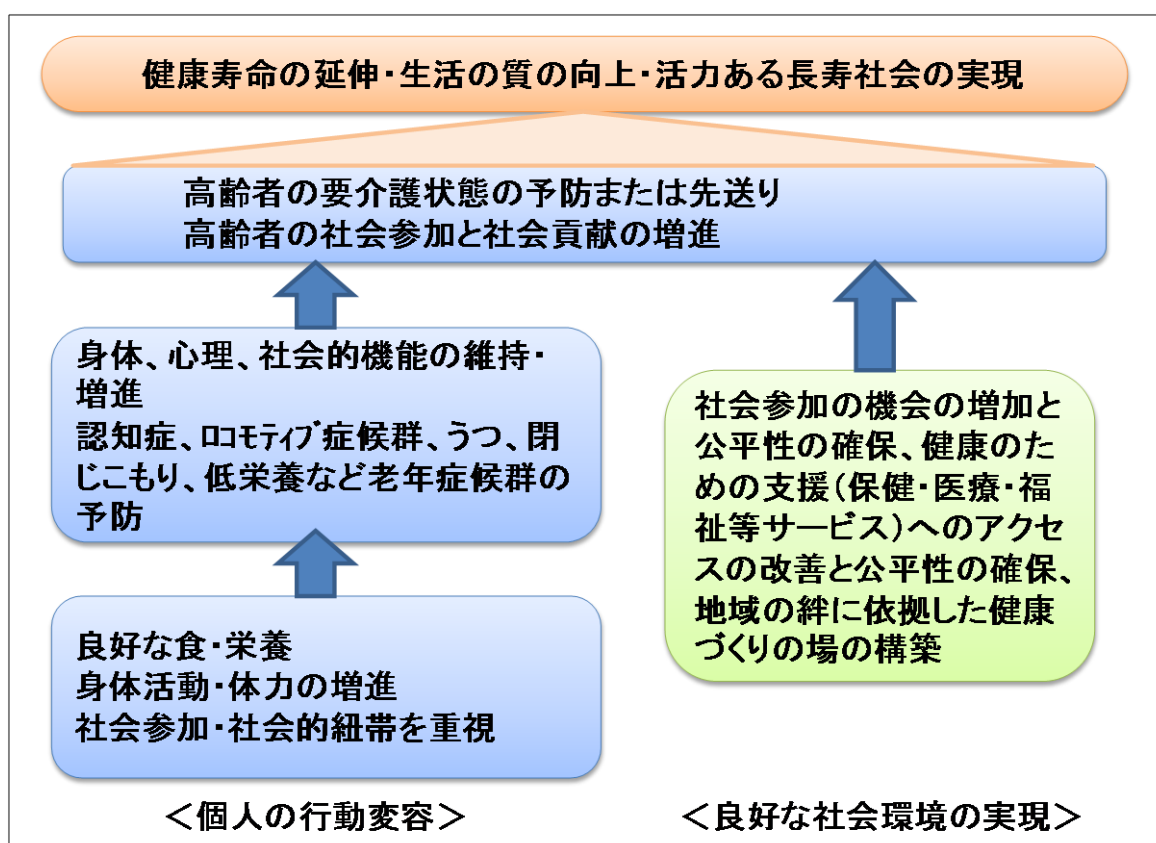 健康寿命の延伸・生活の質の向上・活力ある長寿社会の実現
高齢者の要介護状態の予防または先送り
高齢者の社会参加と社会貢献の増進
身体、心理、社会的機能の維持・
増進
認知症、ﾛｺﾓﾃｨﾌﾞ症候群、うつ、閉
じこもり、低栄養など老年症候群の
予防
良好な食・栄養
身体活動・体力の増進
社会参加・社会的紐帯を重視
＜個人の行動変容＞
社会参加の機会の増加と
公平性の確保、健康のた
めの支援（保健・医療・福
祉等サービス）へのアクセ
スの改善と公平性の確保、
地域の絆に依拠した健康
づくりの場の構築
＜良好な社会環境の実現＞